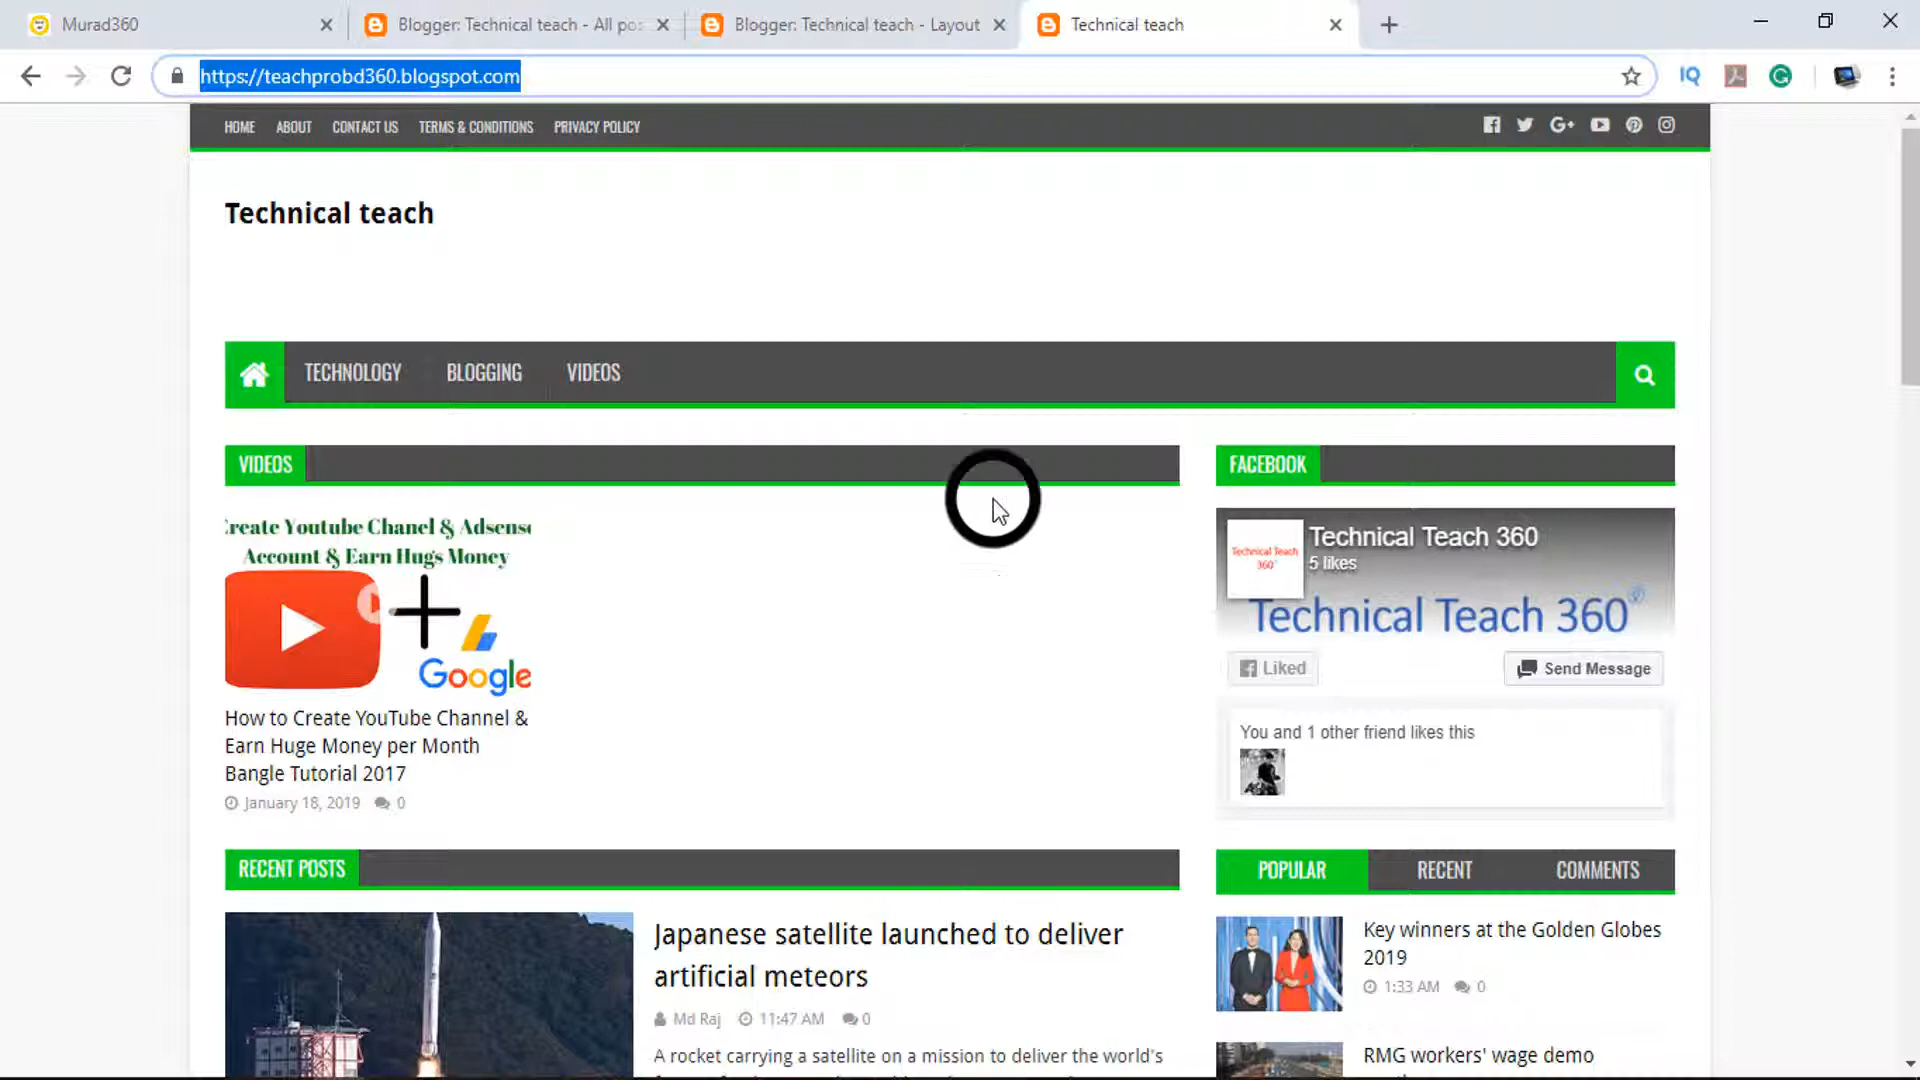 Murad360
Blogger: Technical teach - All pos
Blogger: Technical teach - Layout
Technical teach
https://teachprobd360.blogspot.com
IQ
HOME ABOUT CONTACT US TERMS & CONDITIONS PRIVACY POLICY
Technical teach
TECHNOLOGY BLOGGING VIDEOS
VIDEOS
Create Youtube Chanel & Adsense
Account & Earn Hugs Money
Google
How to Create YouTube Channel &
Earn Huge Money per Month
Bangle Tutorial 2017
January 18, 2019 0
FACEBOOK
Technical Teach
360
Technical Teach 360
5 likes
Technical Teach 360®
Liked
Send Message
You and 1 other friend likes this
RECENT POSTS
Japanese satellite launched to deliver
artificial meteors
Md Raj 11:47 AM 0
A rocket carrying a satellite on a mission to deliver the world's
POPULAR RECENT COMMENTS
Key winners at the Golden Globes
2019
1:33 AM 0
RMG workers' wage demo